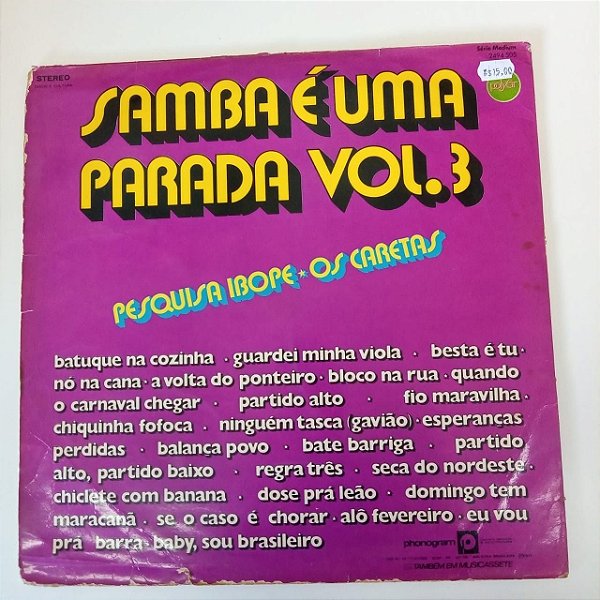 STEREO
Série Medium
2494 505
R$15,00
polyfar
SAMBA É UMA
PARADA VOL.3
PESQUISA IBOPE ★ OS CARETAS
batuque na cozinha · guardei minha viola · besta é tu ·
nó na cana · a volta do ponteiro · bloco na rua · quando
o carnaval chegar · partido alto · fio maravilha ·
chiquinha fofoca · ninguém tasca (gavião) · esperanças
perdidas · balança povo · bate barriga · partido
alto, partido baixo · regra três · seca do nordeste ·
chiclete com banana · dose prá leão · domingo tem
maracanã · se o caso é chorar · alô fevereiro · eu vou
prá barra · baby, sou brasileiro
phonogram
TAMBÉM EM MUSICASSETE